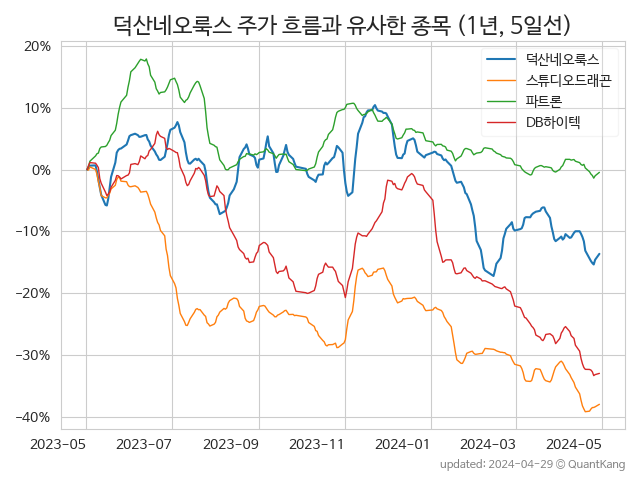 덕산네오룩스 주가 흐름과 유사한 종목 (1년, 5일선)
덕산네오룩스
스튜디오드래곤
파트론
DB하이텍
20%
10%
0%
−10%
−20%
−30%
−40%
2023−05
2023−07
2023−09
2023−11
2024−01
2024−03
2024−05
updated: 2024−04−29 © QuantKang